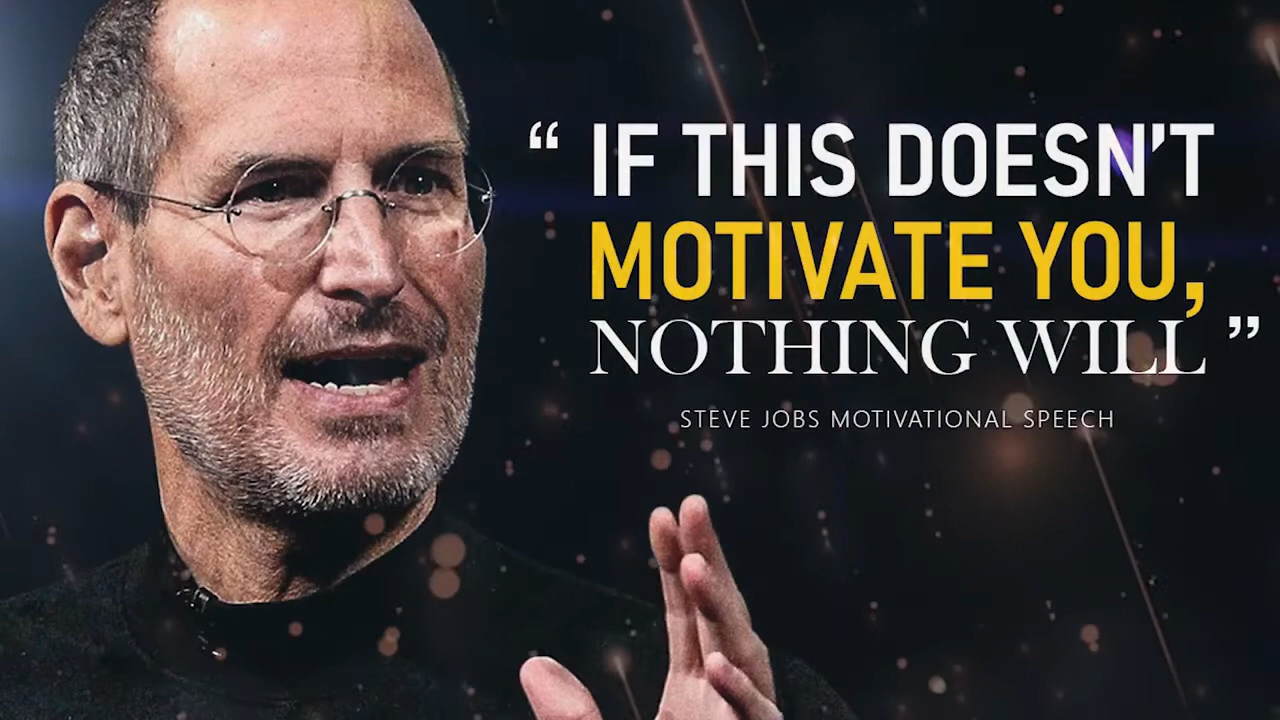 “ IF THIS DOESN’T
MOTIVATE YOU,
NOTHING WILL ”
STEVE JOBS MOTIVATIONAL SPEECH